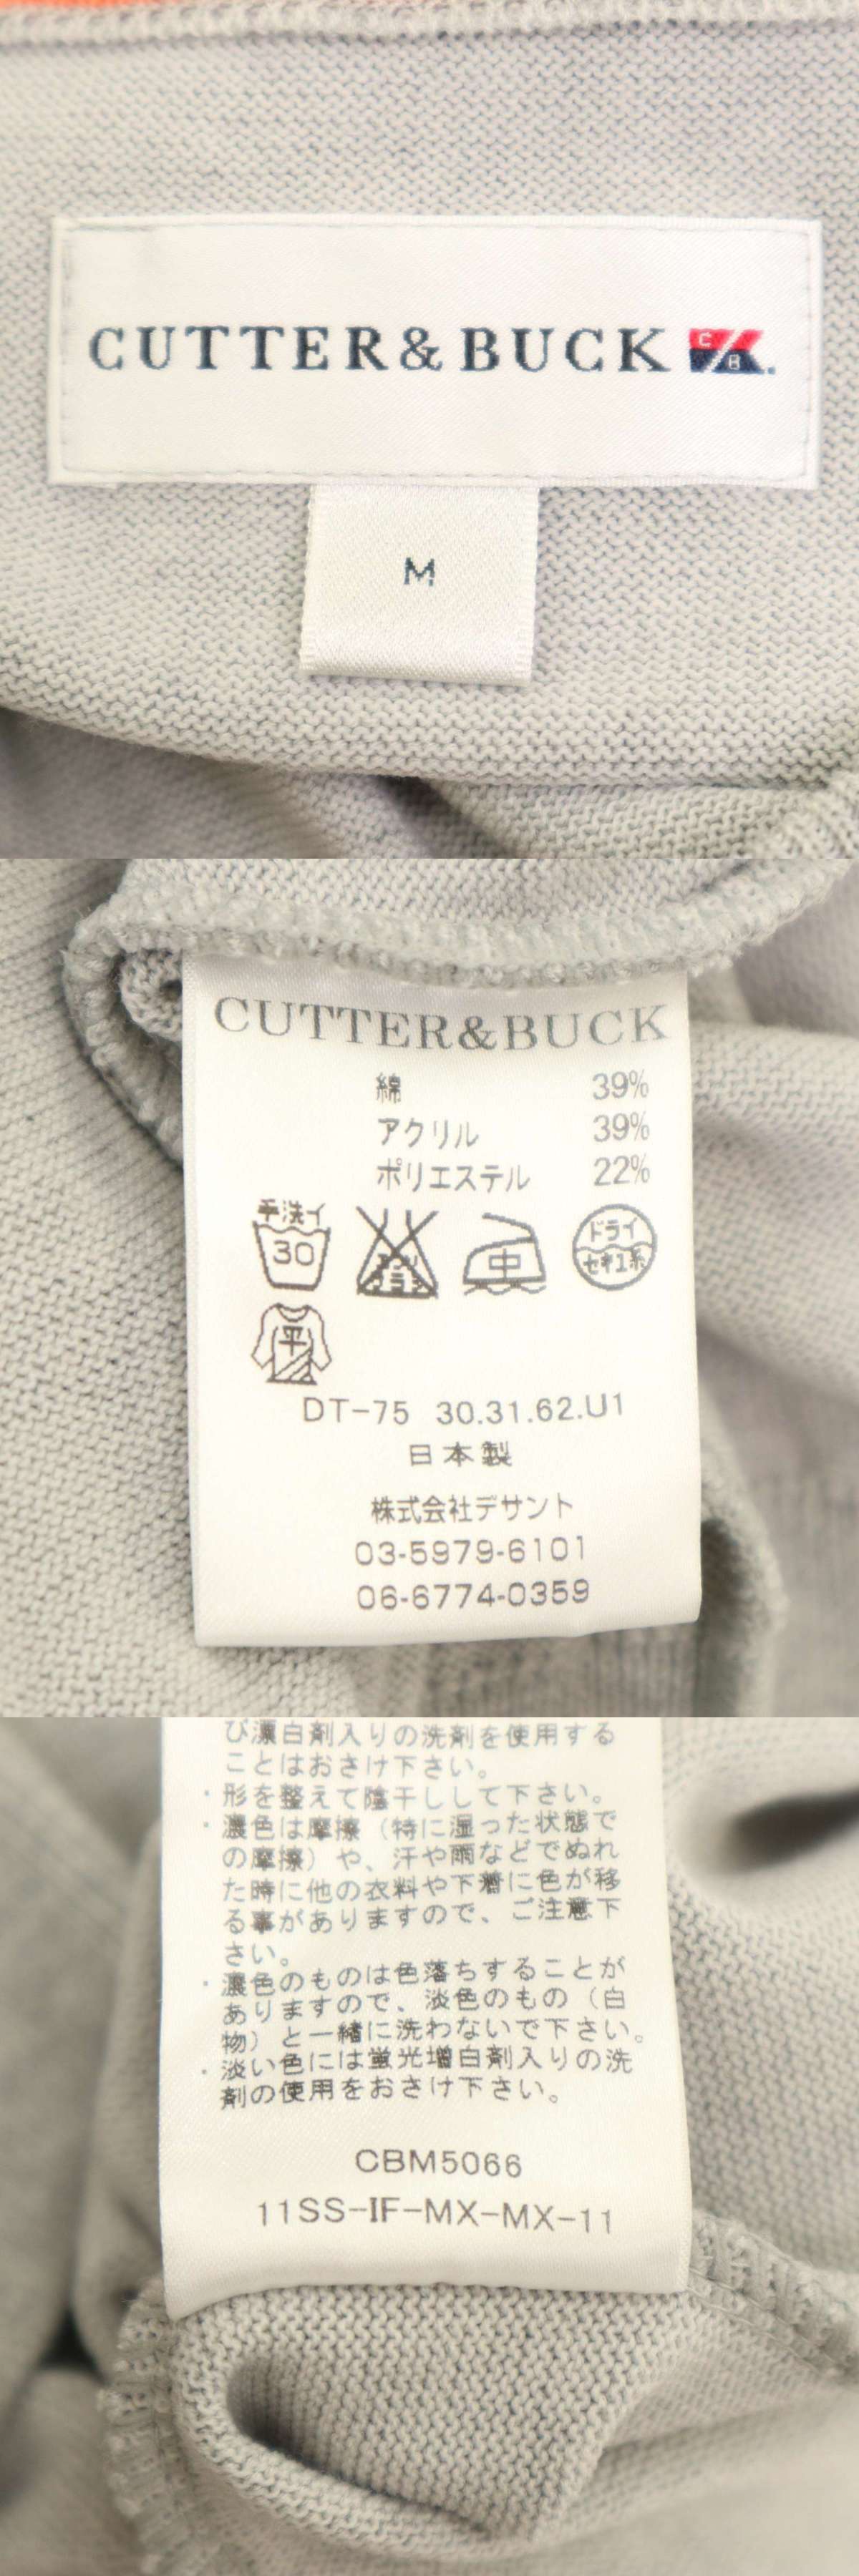 CUTTER&BUCK C/B.
M
CUTTER&BUCK
綿 39%
アクリル 39%
ポリエステル 22%
手洗イ
30
エンソ
サラシ
中
ドライ
セキユ系
平
DT-75 30.31.62.U1
日本製
株式会社デサント
03-5979-6101
06-6774-0359
び漂白剤入りの洗剤を使用する
ことはおさけ下さい。
・形を整えて陰干しして下さい。
・濃色は摩擦（特に湿った状態で
の摩擦）や、汗や雨などでぬれ
た時に他の衣料や下着に色が移
る事がありますので、ご注意下
さい。
・濃色のものは色落ちすることが
ありますので、淡色のもの（白
物）と一緒に洗わないで下さい。
・淡い色には蛍光増白剤入りの洗
剤の使用をおさけ下さい。
CBM5066
11SS-IF-MX-MX-11